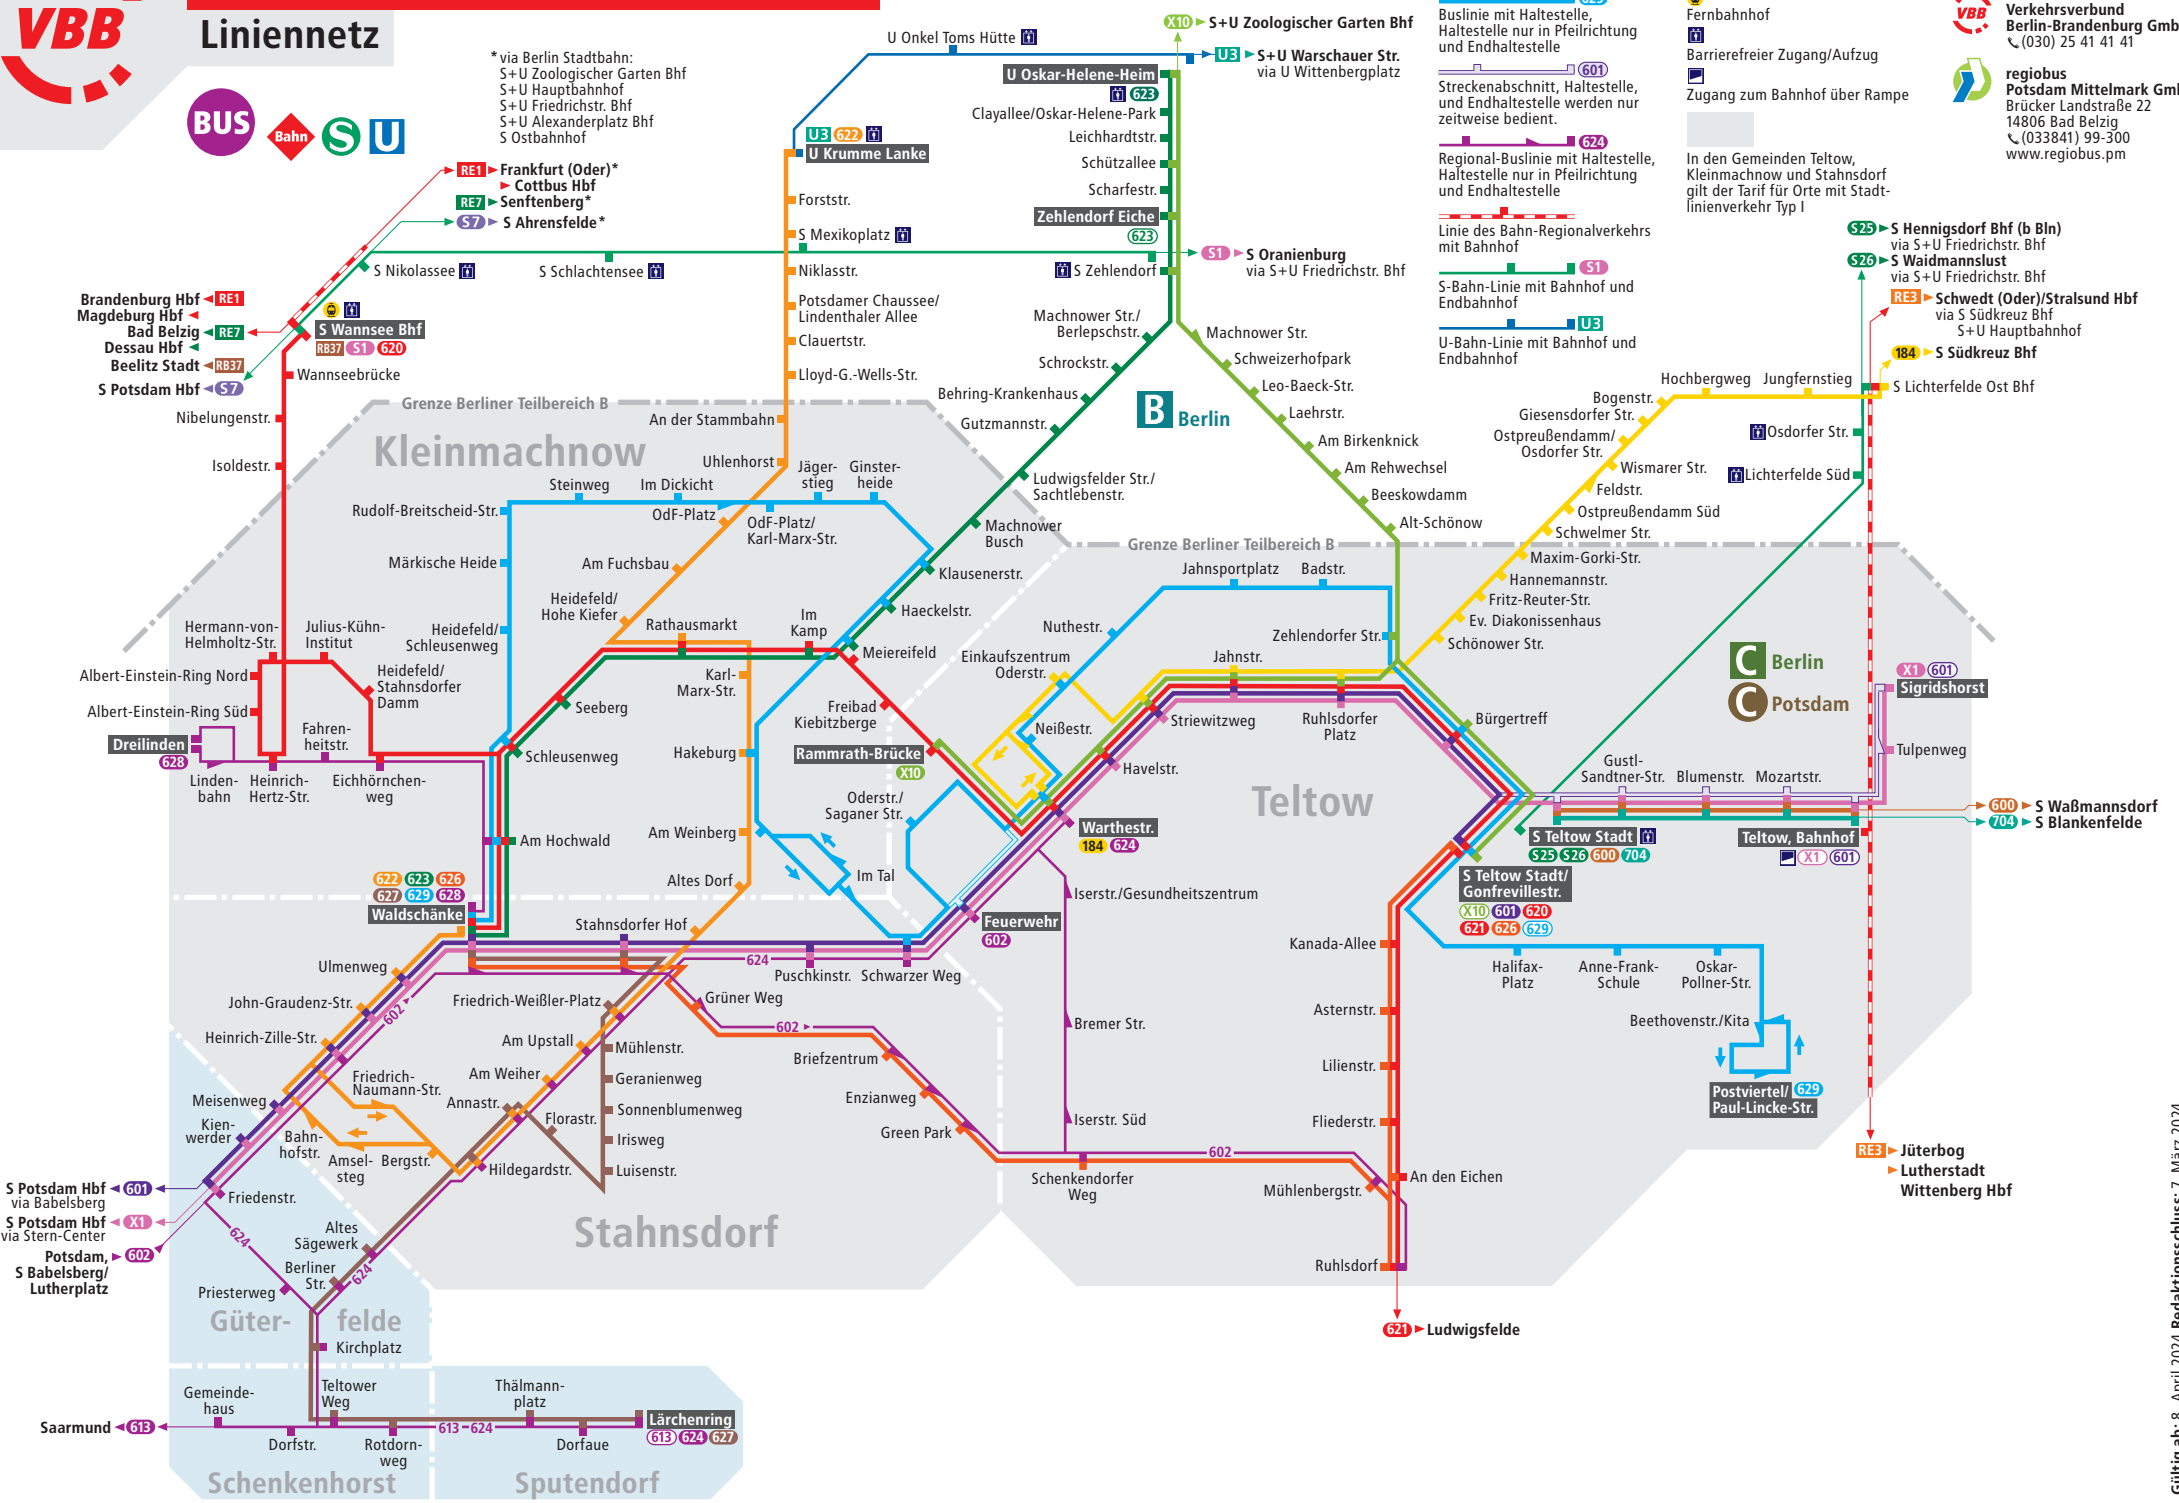 VBB
Liniennetz
BUS
Bahn
S
U
* via Berlin Stadtbahn:
S+U Zoologischer Garten Bhf
S+U Hauptbahnhof
S+U Friedrichstr. Bhf
S+U Alexanderplatz Bhf
S Ostbahnhof
RE1 Frankfurt (Oder)*
Cottbus Hbf
RE7 Senftenberg*
S7 S Ahrensfelde*
U Onkel Toms Hütte
X10 S+U Zoologischer Garten Bhf
U3 S+U Warschauer Str.
via U Wittenbergplatz
U Oskar-Helene-Heim
623
Clayallee/Oskar-Helene-Park
Leichhardtstr.
Schützallee
Scharfestr.
Zehlendorf Eiche
623
S Zehlendorf
S1 S Oranienburg
via S+U Friedrichstr. Bhf
Buslinie mit Haltestelle,
Haltestelle nur in Pfeilrichtung
und Endhaltestelle
601
Streckenabschnitt, Haltestelle,
und Endhaltestelle werden nur
zeitweise bedient.
624
Regional-Buslinie mit Haltestelle,
Haltestelle nur in Pfeilrichtung
und Endhaltestelle
Linie des Bahn-Regionalverkehrs
mit Bahnhof
S1
S-Bahn-Linie mit Bahnhof und
Endbahnhof
U3
U-Bahn-Linie mit Bahnhof und
Endbahnhof
Fernbahnhof
Barrierefreier Zugang/Aufzug
Zugang zum Bahnhof über Rampe
In den Gemeinden Teltow,
Kleinmachnow und Stahnsdorf
gilt der Tarif für Orte mit Stadt-
linienverkehr Typ I
VBB
Verkehrsverbund
Berlin-Brandenburg Gmb
(030) 25 41 41 41
regiobus
Potsdam Mittelmark Gm
Brücker Landstraße 22
14806 Bad Belzig
(033841) 99-300
www.regiobus.pm
S25 S Hennigsdorf Bhf (b Bln)
via S+U Friedrichstr. Bhf
S26 S Waidmannslust
via S+U Friedrichstr. Bhf
RE3 Schwedt (Oder)/Stralsund Hbf
via S Südkreuz Bhf
S+U Hauptbahnhof
184 S Südkreuz Bhf
S Lichterfelde Ost Bhf
Osdorfer Str.
Lichterfelde Süd
U3 622
U Krumme Lanke
Forststr.
S Mexikoplatz
Niklasstr.
Potsdamer Chaussee/
Lindenthaler Allee
Clauertstr.
Lloyd-G.-Wells-Str.
An der Stammbahn
Uhlenhorst
S Nikolassee
S Schlachtensee
Brandenburg Hbf RE1
Magdeburg Hbf
Bad Belzig RE7
Dessau Hbf
Beelitz Stadt RB37
S Potsdam Hbf S7
S Wannsee Bhf
RB37 S1 620
Wannseebrücke
Nibelungenstr.
Isoldestr.
Grenze Berliner Teilbereich B
Kleinmachnow
Machnower Str./
Berlepschstr.
Schrockstr.
Behring-Krankenhaus
Gutzmannstr.
Ludwigsfelder Str./
Sachtlebenstr.
Machnower
Busch
Klausenerstr.
Haeckelstr.
Meiereifeld
B Berlin
Machnower Str.
Schweizerhofpark
Leo-Baeck-Str.
Laehrstr.
Am Birkenknick
Am Rehwechsel
Beeskowdamm
Alt-Schönow
Hochbergweg
Jungfernstieg
Bogenstr.
Giesensdorfer Str.
Ostpreußendamm/
Osdorfer Str.
Wismarer Str.
Feldstr.
Ostpreußendamm Süd
Schwelmer Str.
Maxim-Gorki-Str.
Hannemannstr.
Fritz-Reuter-Str.
Ev. Diakonissenhaus
Schönower Str.
Grenze Berliner Teilbereich B
Steinweg
Im Dickicht
Jäger-
stieg
Ginster-
heide
Rudolf-Breitscheid-Str.
OdF-Platz
OdF-Platz/
Karl-Marx-Str.
Märkische Heide
Am Fuchsbau
Heidefeld/
Hohe Kiefer
Heidefeld/
Schleusenweg
Rathausmarkt
Im
Kamp
Karl-
Marx-Str.
Hermann-von-
Helmholtz-Str.
Julius-Kühn-
Institut
Albert-Einstein-Ring Nord
Albert-Einstein-Ring Süd
Heidefeld/
Stahnsdorfer
Damm
Dreilinden
628
Linden-
bahn
Heinrich-
Hertz-Str.
Fahren-
heitstr.
Eichhörnchen-
weg
Seeberg
Schleusenweg
Am Hochwald
Freibad
Kiebitzberge
Rammrath-Brücke
X10
Hakeburg
Am Weinberg
Altes Dorf
Oderstr./
Saganer Str.
Im Tal
Jahnsportplatz
Badstr.
Nuthestr.
Zehlendorfer Str.
Einkaufszentrum
Oderstr.
Neißestr.
Jahnstr.
Striewitzweg
Ruhlsdorfer
Platz
Havelstr.
Warthestr.
184 624
Teltow
Bürgertreff
C Berlin
C Potsdam
X1 601
Sigridshorst
Tulpenweg
Gustl-
Sandtner-Str.
Blumenstr.
Mozartstr.
S Teltow Stadt
S25 S26 600 704
Teltow, Bahnhof
X1 601
600 S Waßmannsdorf
704 S Blankenfelde
S Teltow Stadt/
Gonfrevillestr.
X10 601 620
621 626 629
622 623 626
627 629 628
Waldschänke
Stahnsdorfer Hof
624
Puschkinstr.
Schwarzer Weg
Feuerwehr
602
Iserstr./Gesundheitszentrum
Bremer Str.
Iserstr. Süd
Kanada-Allee
Asternstr.
Lilienstr.
Fliederstr.
An den Eichen
Halifax-
Platz
Anne-Frank-
Schule
Oskar-
Pollner-Str.
Beethovenstr./Kita
Postviertel/
Paul-Lincke-Str.
629
RE3 Jüterbog
Lutherstadt
Wittenberg Hbf
Ulmenweg
John-Graudenz-Str.
Heinrich-Zille-Str.
602
Meisenweg
Kien-
werder
Bahn-
hofstr.
Friedrich-
Naumann-Str.
Amsel-
steg
Bergstr.
Friedrich-Weißler-Platz
Am Upstall
Am Weiher
Annastr.
Florastr.
Hildegardstr.
Mühlenstr.
Geranienweg
Sonnenblumenweg
Irisweg
Luisenstr.
Grüner Weg
602
Briefzentrum
Enzianweg
Green Park
602
Schenkendorfer
Weg
Mühlenbergstr.
Ruhlsdorf
621 Ludwigsfelde
Stahnsdorf
S Potsdam Hbf 601
via Babelsberg
S Potsdam Hbf X1
via Stern-Center
Potsdam, 602
S Babelsberg/
Lutherplatz
Friedenstr.
624
Priesterweg
Altes
Sägewerk
Berliner
Str.
624
Güter-
felde
Kirchplatz
Gemeinde-
haus
Teltower
Weg
Thälmann-
platz
Saarmund 613
613-624
Dorfstr.
Rotdorn-
weg
Dorfaue
Lärchenring
613 624 627
Schenkenhorst
Sputendorf
Gültig ab: 8. April 2024 Redaktionsschluss: 7. März 2024